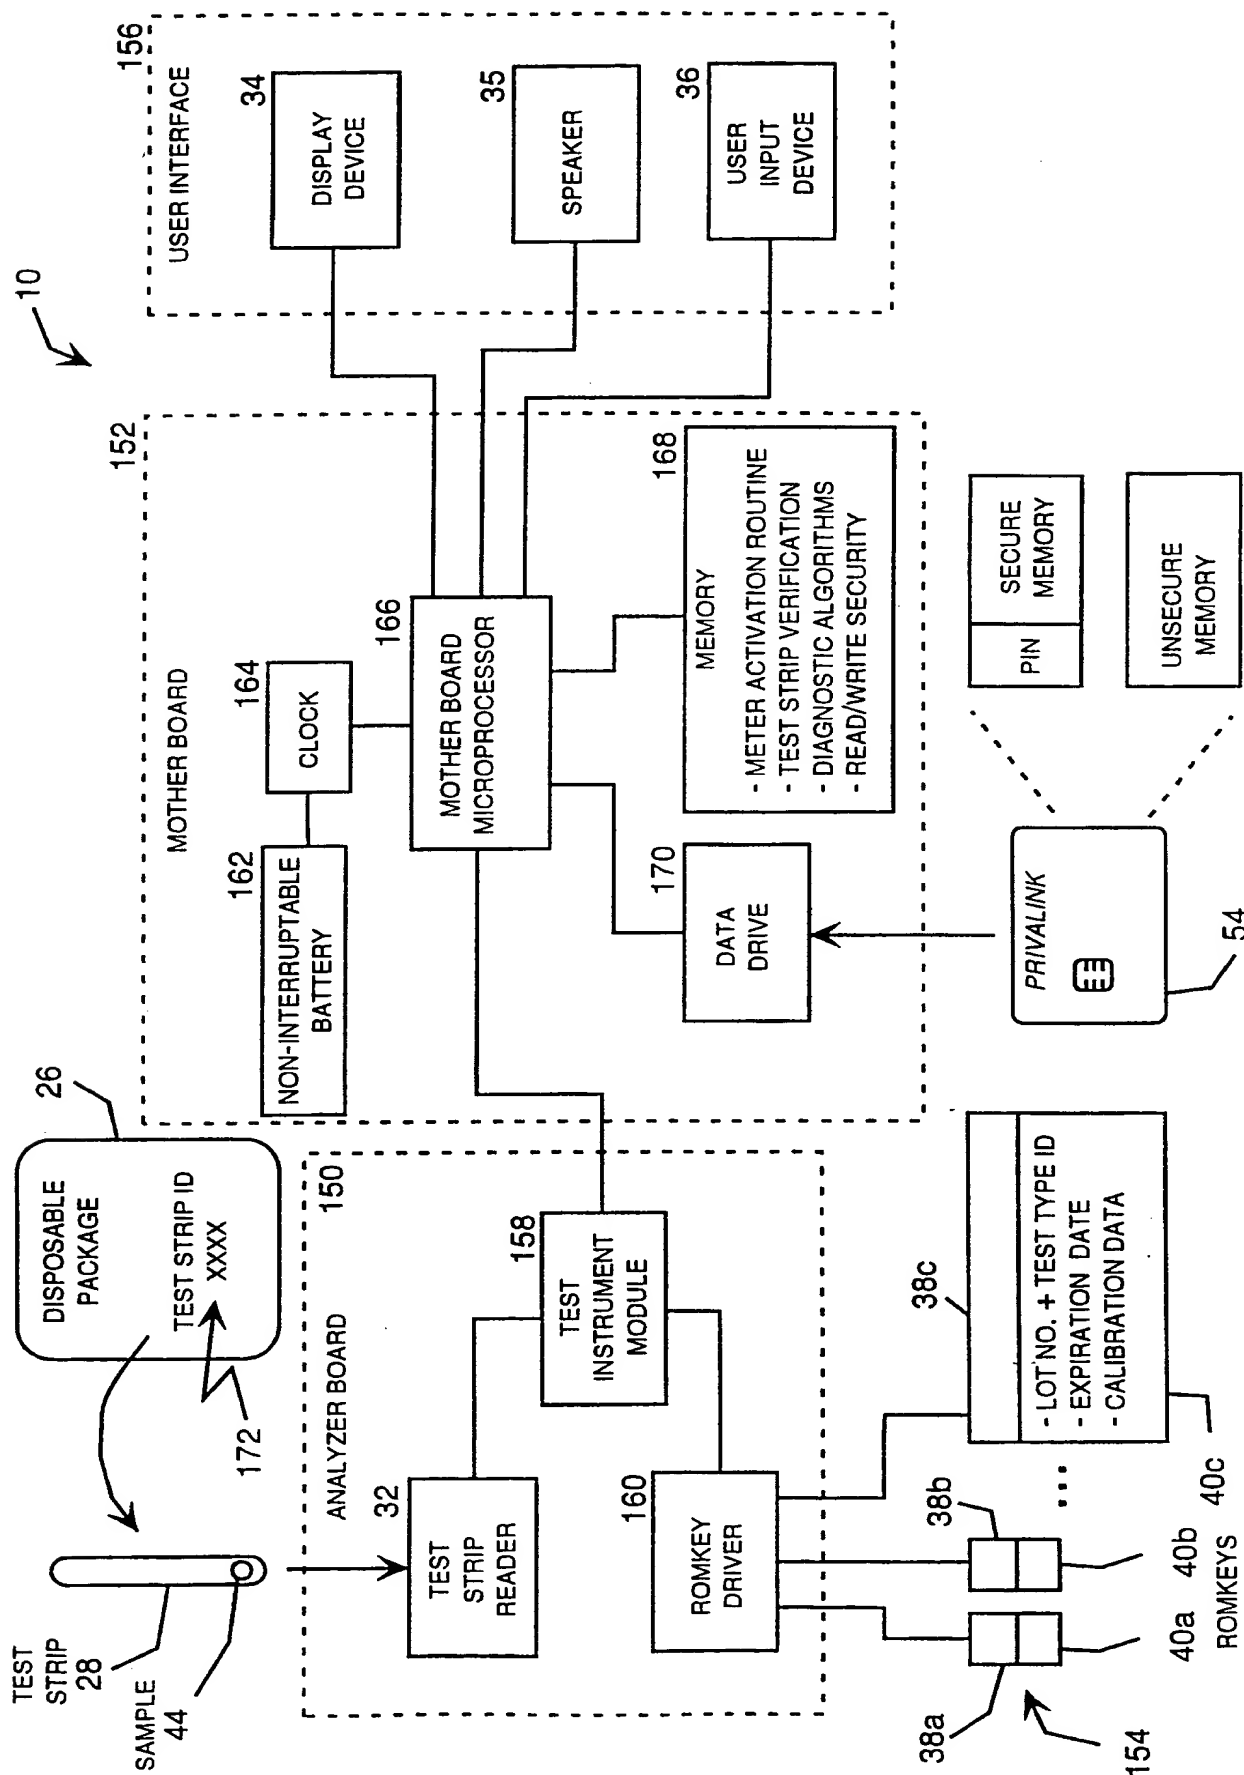 10
TEST
STRIP
28
SAMPLE
44
172
DISPOSABLE
PACKAGE
TEST STRIP ID
XXXX
26
ANALYZER BOARD
150
32
TEST
STRIP
READER
158
TEST
INSTRUMENT
MODULE
160
ROMKEY
DRIVER
38a
154
40a
38b
40b
ROMKEYS
38c
- LOT NO. + TEST TYPE ID
- EXPIRATION DATE
- CALIBRATION DATA
40c
MOTHER BOARD
152
162
NON-INTERRUPTABLE
BATTERY
164
CLOCK
166
MOTHER BOARD
MICROPROCESSOR
170
DATA
DRIVE
168
MEMORY
- METER ACTIVATION ROUTINE
- TEST STRIP VERIFICATION
- DIAGNOSTIC ALGORITHMS
- READ/WRITE SECURITY
PRIVALINK
54
PIN
SECURE
MEMORY
UNSECURE
MEMORY
USER INTERFACE
156
34
DISPLAY
DEVICE
35
SPEAKER
36
USER
INPUT
DEVICE